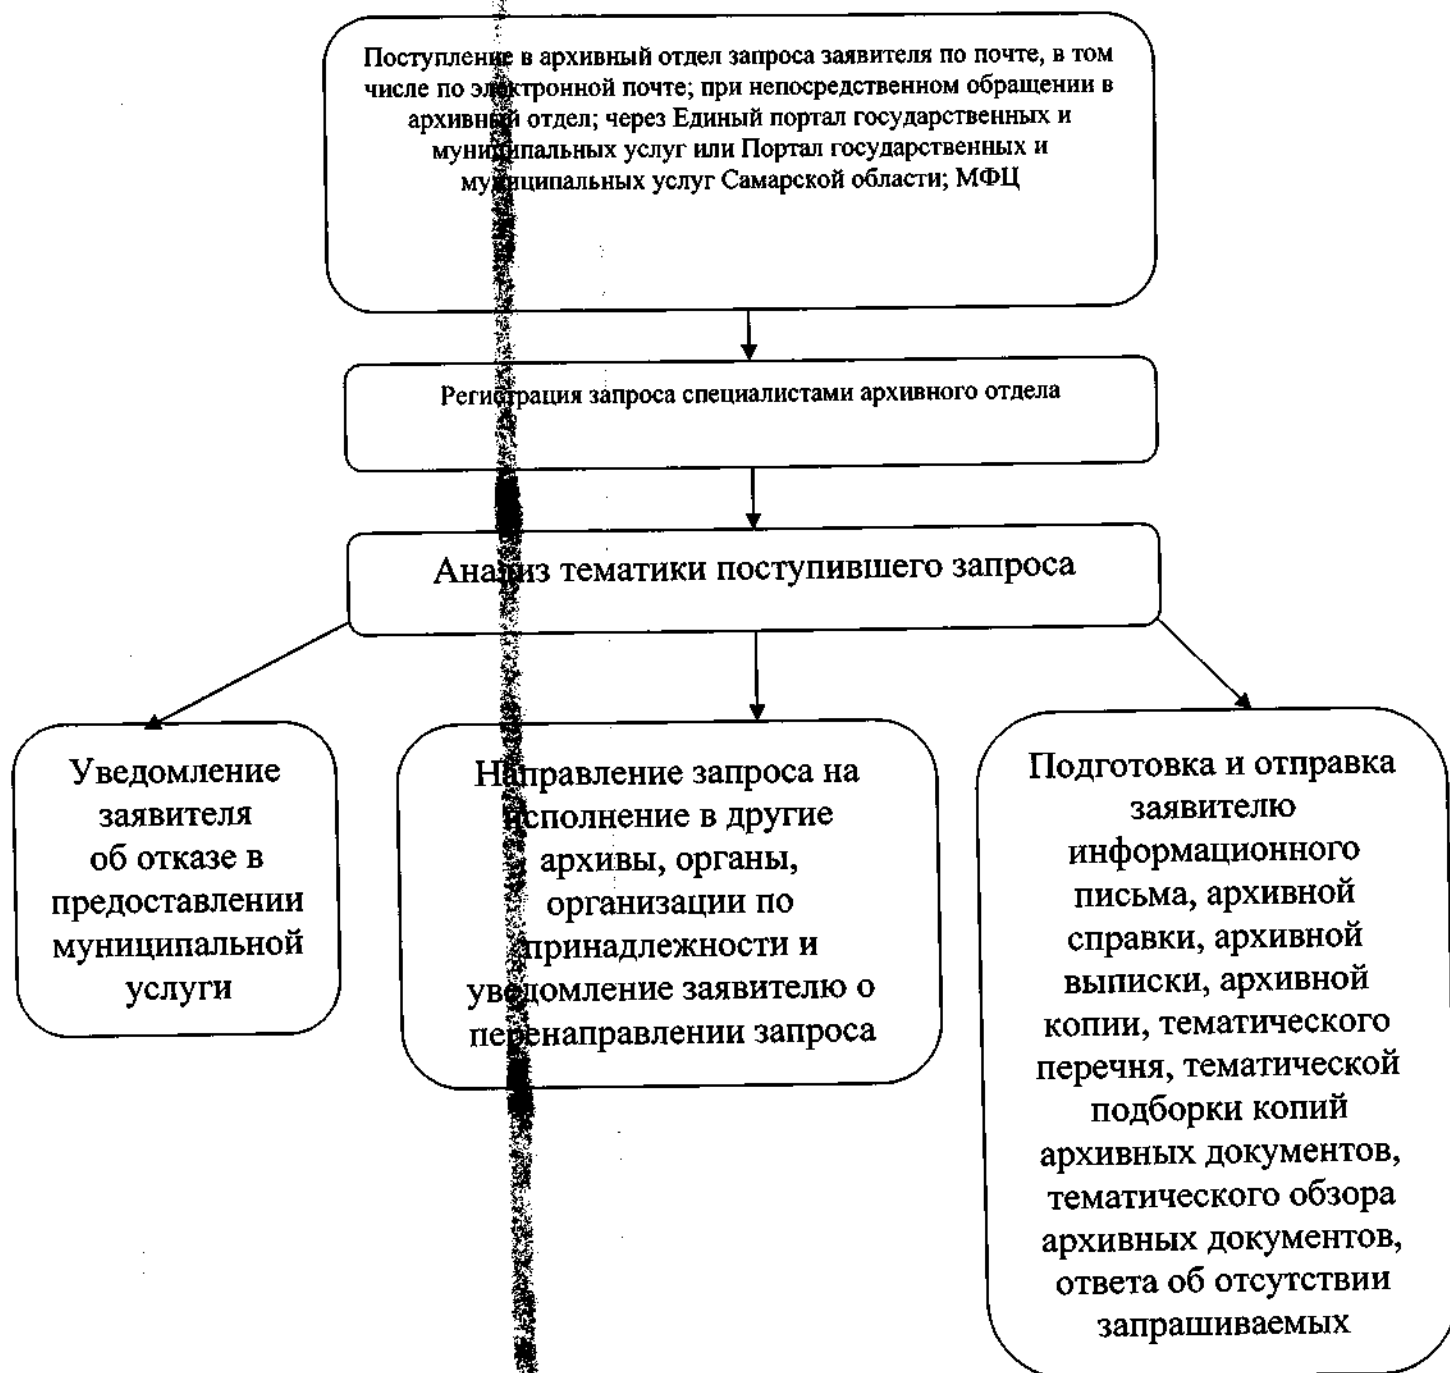 Поступление в архивный отдел запроса заявителя по почте, в том
числе по электронной почте; при непосредственном обращении в
архивный отдел; через Единый портал государственных и
муниципальных услуг или Портал государственных и
муниципальных услуг Самарской области; МФЦ
Регистрация запроса специалистами архивного отдела
Анализ тематики поступившего запроса
Уведомление
заявителя
об отказе в
предоставлении
муниципальной
услуги
Направление запроса на
исполнение в другие
архивы, органы,
организации по
принадлежности и
уведомление заявителю о
перенаправлении запроса
Подготовка и отправка
заявителю
информационного
письма, архивной
справки, архивной
выписки, архивной
копии, тематического
перечня, тематической
подборки копий
архивных документов,
тематического обзора
архивных документов,
ответа об отсутствии
запрашиваемых